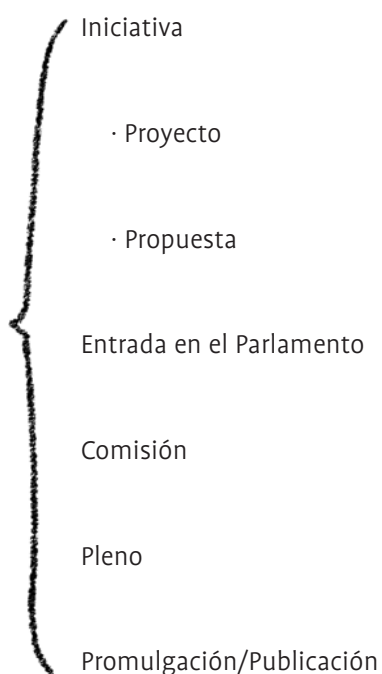 Iniciativa
· Proyecto
· Propuesta
Entrada en el Parlamento
Comisión
Pleno
Promulgación/Publicación